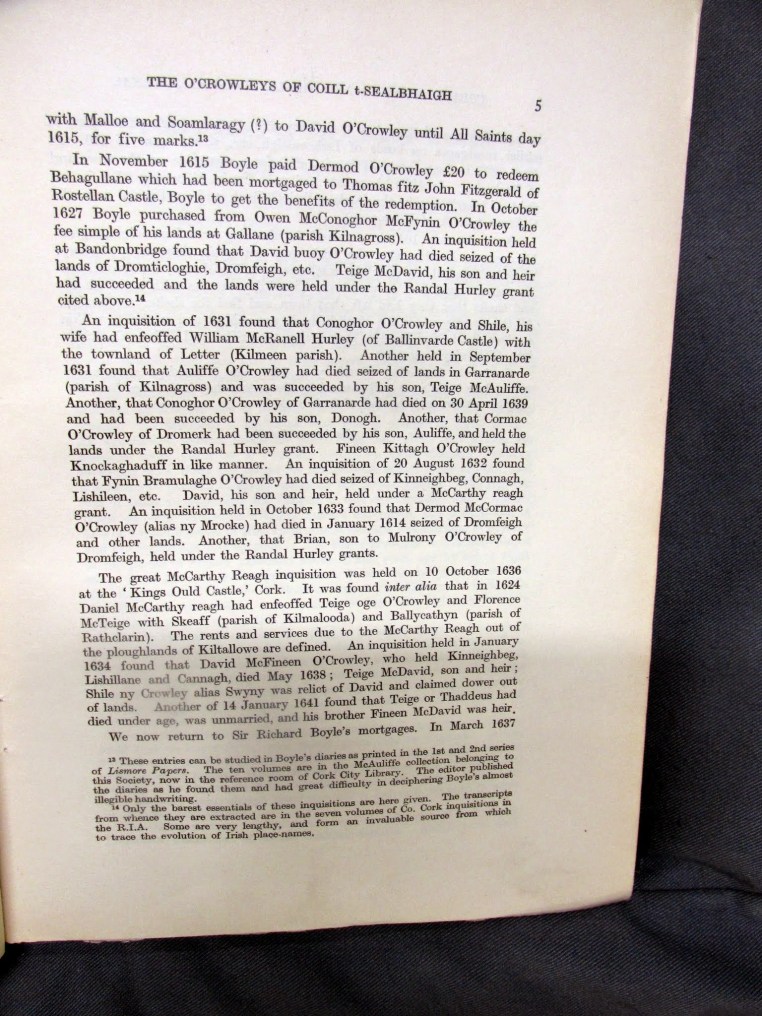 THE O'CROWLEYS OF COILL t-SEALBHAIGH
5
with Malloe and Soamlaragy (?) to David O'Crowley until All Saints day
1615, for five marks.13
In November 1615 Boyle paid Dermod O'Crowley £20 to redeem
Behagullane which had been mortgaged to Thomas fitz John Fitzgerald of
Rostellan Castle, Boyle to get the benefits of the redemption. In October
1627 Boyle purchased from Owen McConoghor McFynin O'Crowley the
fee simple of his lands at Gallane (parish Kilnagross). An inquisition held
at Bandonbridge found that David buoy O'Crowley had died seized of the
lands of Dromticloghie, Dromfeigh, etc. Teige McDavid, his son and heir
had succeeded and the lands were held under the Randal Hurley grant
cited above.14
An inquisition of 1631 found that Conoghor O'Crowley and Shile, his
wife had enfeoffed William McRanell Hurley (of Ballinvarde Castle) with
the townland of Letter (Kilmeen parish). Another held in September
1631 found that Auliffe O'Crowley had died seized of lands in Garranarde
(parish of Kilnagross) and was succeeded by his son, Teige McAuliffe.
Another, that Conoghor O'Crowley of Garranarde had died on 30 April 1639
and had been succeeded by his son, Donogh. Another, that Cormac
O'Crowley of Dromerk had been succeeded by his son, Auliffe, and held the
lands under the Randal Hurley grant. Fineen Kittagh O'Crowley held
Knockaghaduff in like manner. An inquisition of 20 August 1632 found
that Fynin Bramulaghe O'Crowley had died seized of Kinneighbeg, Connagh,
Lishileen, etc. David, his son and heir, held under a McCarthy reagh
grant. An inquisition held in October 1633 found that Dermod McCormac
O'Crowley (alias ny Mrocke) had died in January 1614 seized of Dromfeigh
and other lands. Another, that Brian, son to Mulrony O'Crowley of
Dromfeigh, held under the Randal Hurley grants.
The great McCarthy Reagh inquisition was held on 10 October 1636
at the ‘ Kings Ould Castle,’ Cork. It was found inter alia that in 1624
Daniel McCarthy reagh had enfeoffed Teige oge O'Crowley and Florence
McTeige with Skeaff (parish of Kilmalooda) and Ballycathyn (parish of
Rathclarin). The rents and services due to the McCarthy Reagh out of
the ploughlands of Kiltallowe are defined. An inquisition held in January
1634 found that David McFineen O'Crowley, who held Kinneighbeg,
Lishillane and Cannagh, died May 1638 ; Teige McDavid, son and heir ;
Shile ny Crowley alias Swyny was relict of David and claimed dower out
of lands. Another of 14 January 1641 found that Teige or Thaddeus had
died under age, was unmarried, and his brother Fineen McDavid was heir.
We now return to Sir Richard Boyle's mortgages. In March 1637
13 These entries can be studied in Boyle's diaries as printed in the 1st and 2nd series
of Lismore Papers. The ten volumes are in the McAuliffe collection belonging to
this Society, now in the reference room of Cork City Library. The editor published
the diaries as he found them and had great difficulty in deciphering Boyle's almost
illegible handwriting.
14 Only the barest essentials of these inquisitions are here given. The transcripts
from whence they are extracted are in the seven volumes of Co. Cork inquisitions in
the R.I.A. Some are very lengthy, and form an invaluable source from which
to trace the evolution of Irish place-names.